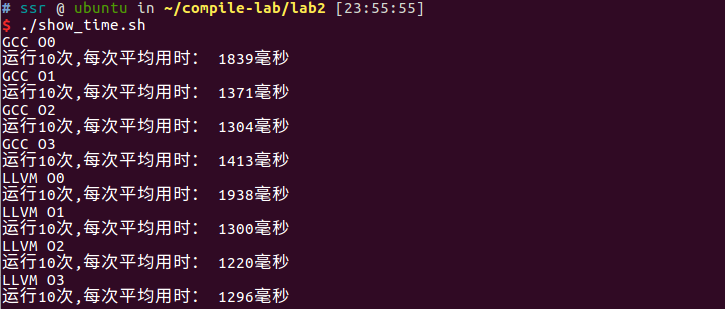 # ssr @ ubuntu in ~/compile-lab/lab2 [23:55:55]
$ ./show_time.sh
GCC O0
运行10次,每次平均用时： 1839毫秒
GCC O1
运行10次,每次平均用时： 1371毫秒
GCC O2
运行10次,每次平均用时： 1304毫秒
GCC O3
运行10次,每次平均用时： 1413毫秒
LLVM O0
运行10次,每次平均用时： 1938毫秒
LLVM O1
运行10次,每次平均用时： 1300毫秒
LLVM O2
运行10次,每次平均用时： 1220毫秒
LLVM O3
运行10次,每次平均用时： 1296毫秒